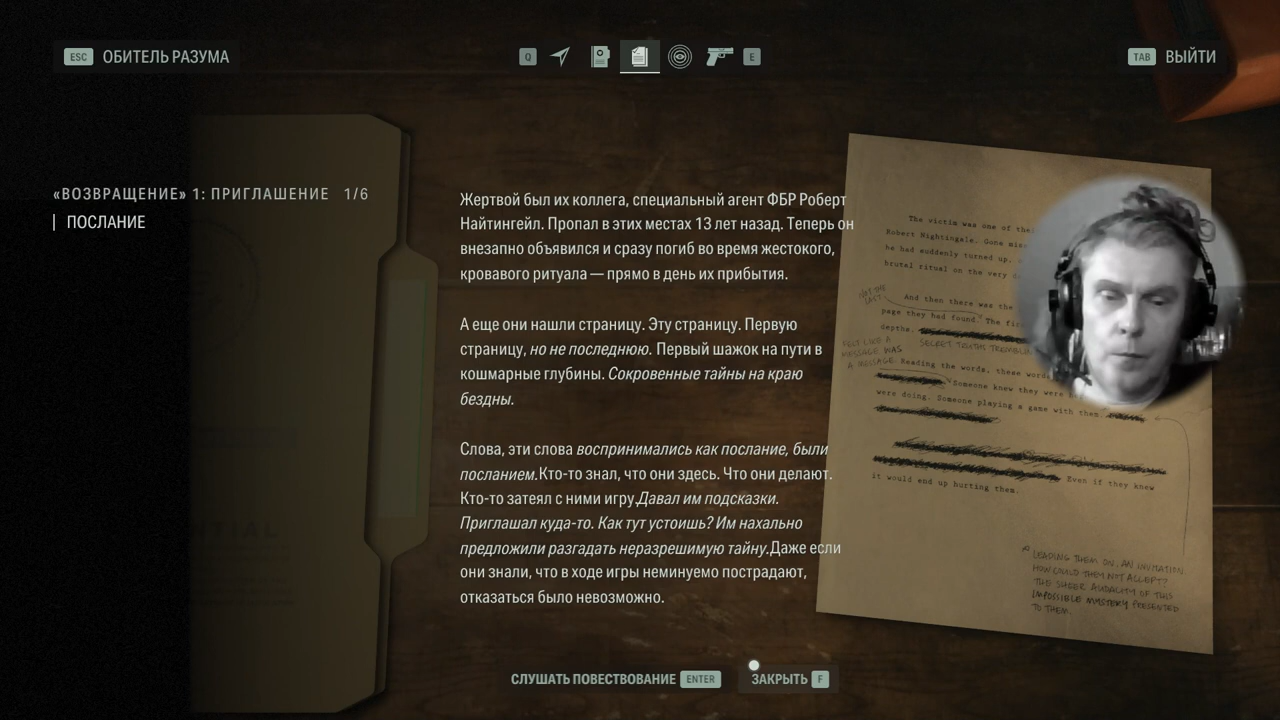 ESC ОБИТЕЛЬ РАЗУМА
Q
E
TAB ВЫЙТИ
«ВОЗВРАЩЕНИЕ» 1: ПРИГЛАШЕНИЕ 1/6
ПОСЛАНИЕ
Жертвой был их коллега, специальный агент ФБР Роберт
Найтингейл. Пропал в этих местах 13 лет назад. Теперь он
внезапно объявился и сразу погиб во время жестокого,
кровавого ритуала — прямо в день их прибытия.
А еще они нашли страницу. Эту страницу. Первую
страницу, но не последнюю. Первый шажок на пути в
кошмарные глубины. Сокровенные тайны на краю
бездны.
Слова, эти слова воспринимались как послание, были
посланием.Кто-то знал, что они здесь. Что они делают.
Кто-то затеял с ними игру.Давал им подсказки.
Приглашал куда-то. Как тут устоишь? Им нахально
предложили разгадать неразрешимую тайну.Даже если
они знали, что в ходе игры неминуемо пострадают,
отказаться было невозможно.
The victim was one of thei
Robert Nightingale. Gone mis
he had suddenly turned up.
brutal ritual on the very
And then there was the
page they had found. The fir
depths.
NOT THE
LAST
SECRET TRUTHS TREMBLI
FELT LIKE A
MESSAGE WAS
A MESSAGE
Reading the words, these word
Someone knew they were
were doing. Someone playing a game with them.
Even if they knew
it would end up hurting them.
LEADING THEM ON. AN INVITATION.
HOW COULD THEY NOT ACCEPT?
THE SHEER AUDACITY OF THIS
IMPOSSIBLE MYSTERY PRESENTED
TO THEM.
NTIAL
СЛУШАТЬ ПОВЕСТВОВАНИЕ ENTER
ЗАКРЫТЬ F